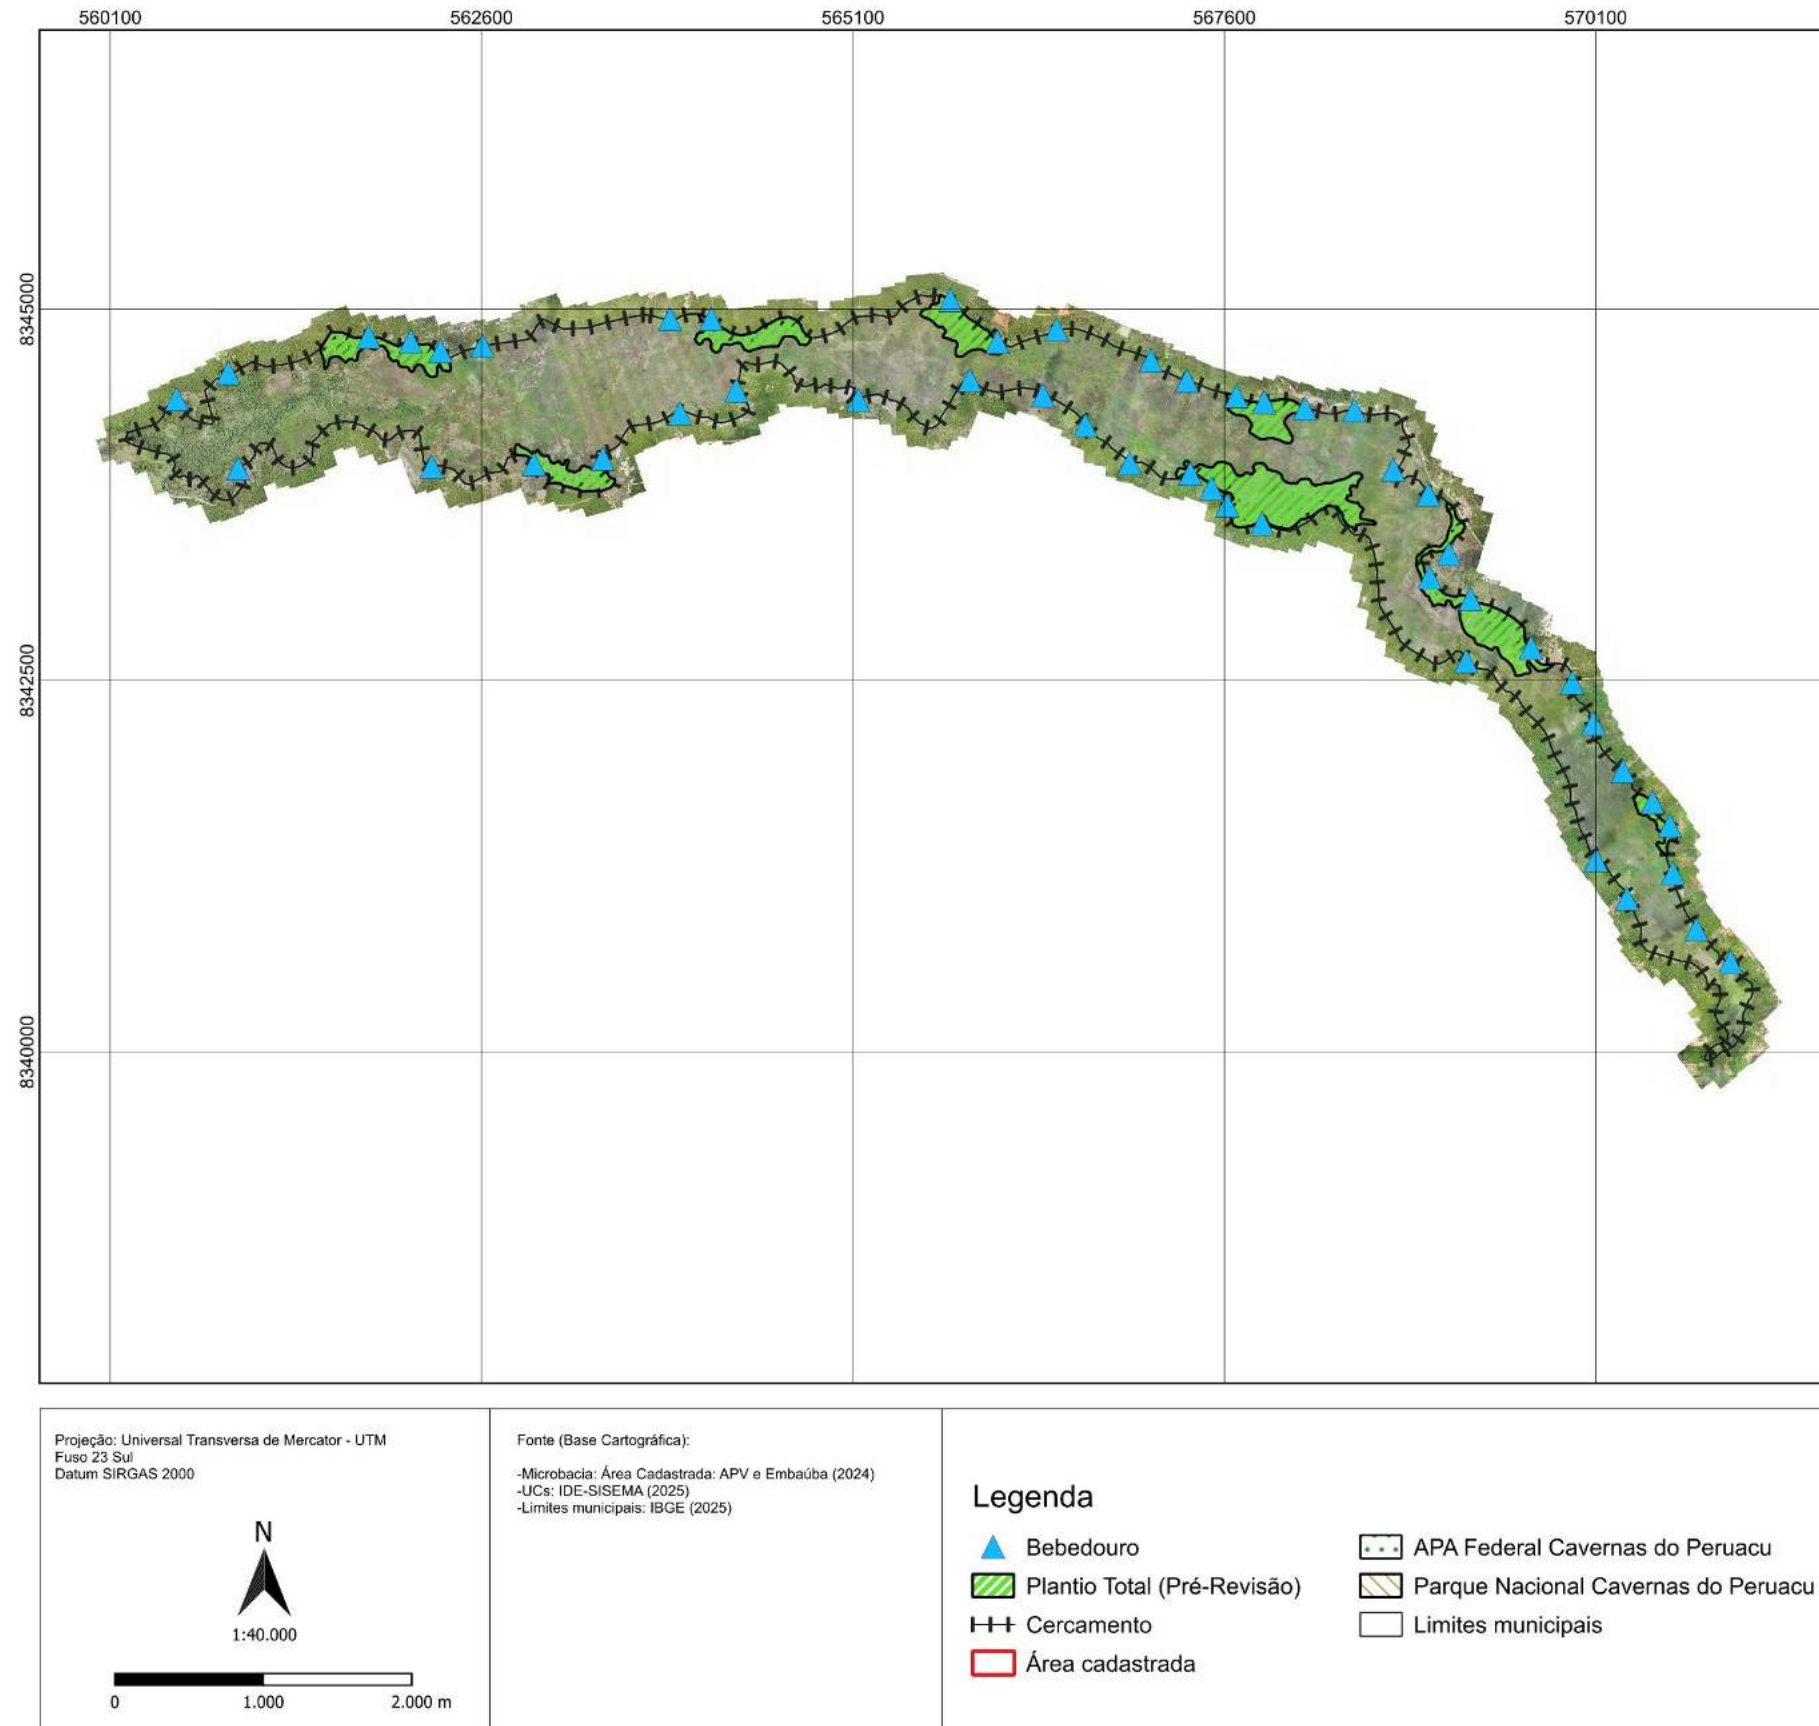 560100
562600
565100
567600
570100
8345000
8342500
8340000
Projeção: Universal Transversa de Mercator - UTM
Fuso 23 Sul
Datum SIRGAS 2000
N
1:40.000
0 1.000 2.000 m
Fonte (Base Cartográfica):
-Microbacia: Área Cadastrada: APV e Embaúba (2024)
-UCs: IDE-SISEMA (2025)
-Limites municipais: IBGE (2025)
Legenda
Bebedouro
Plantio Total (Pré-Revisão)
Cercamento
Área cadastrada
APA Federal Cavernas do Peruacu
Parque Nacional Cavernas do Peruacu
Limites municipais